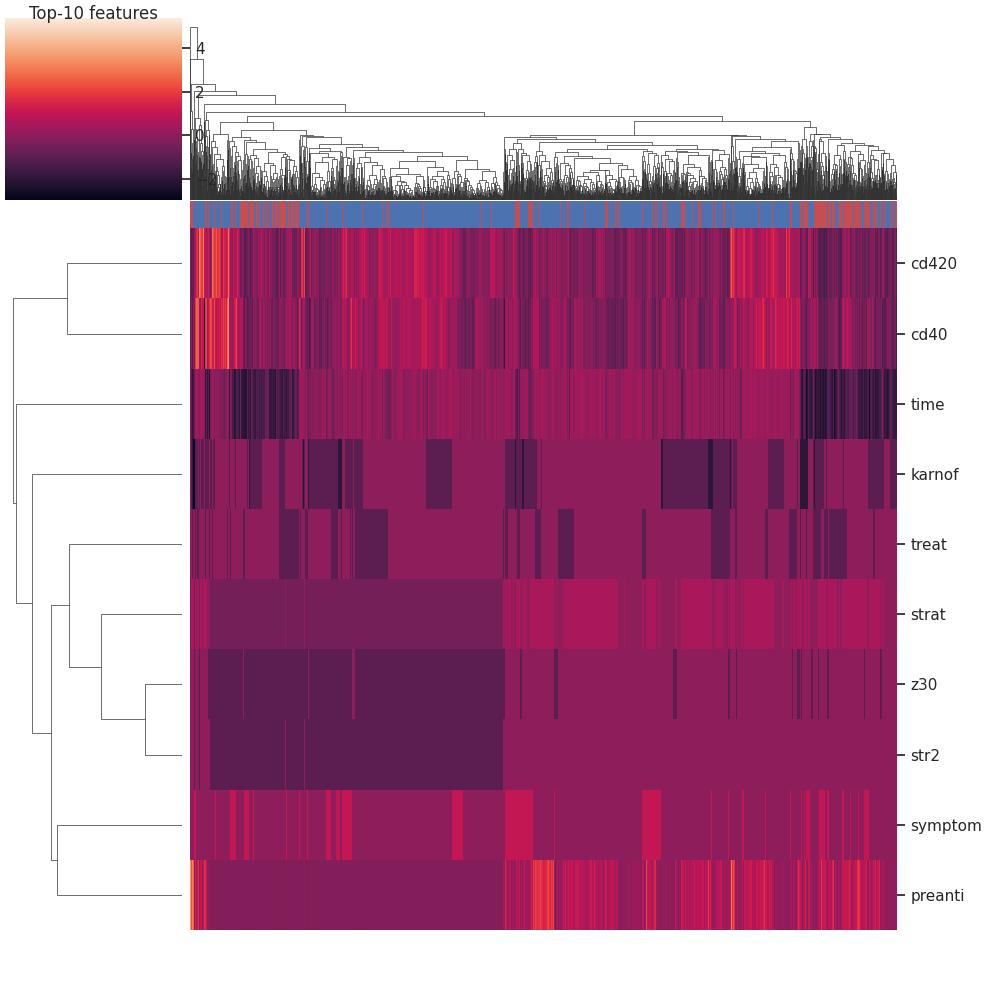 Top-10 features
4
2
0
cd420
cd40
time
karnof
treat
strat
z30
str2
symptom
preanti